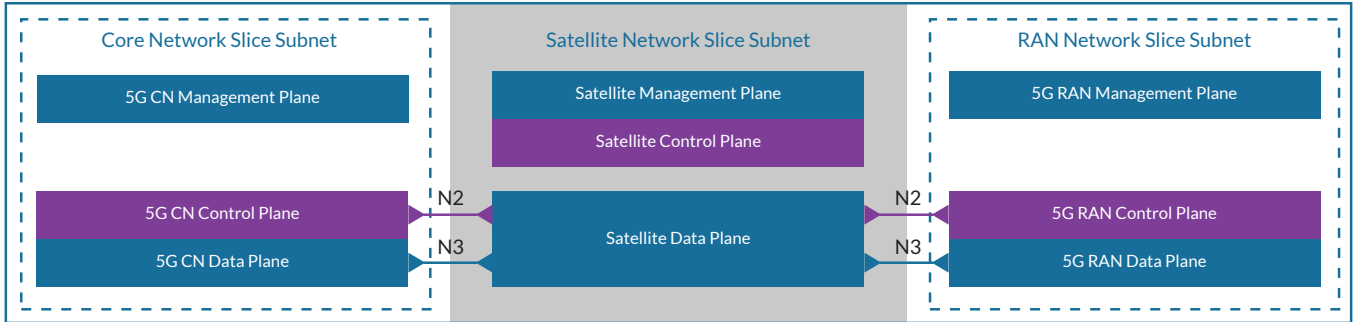 Core Network Slice Subnet
Satellite Network Slice Subnet
RAN Network Slice Subnet
5G CN Management Plane
Satellite Management Plane
5G RAN Management Plane
Satellite Control Plane
N2
N2
5G CN Control Plane
5G RAN Control Plane
Satellite Data Plane
N3
N3
5G CN Data Plane
5G RAN Data Plane